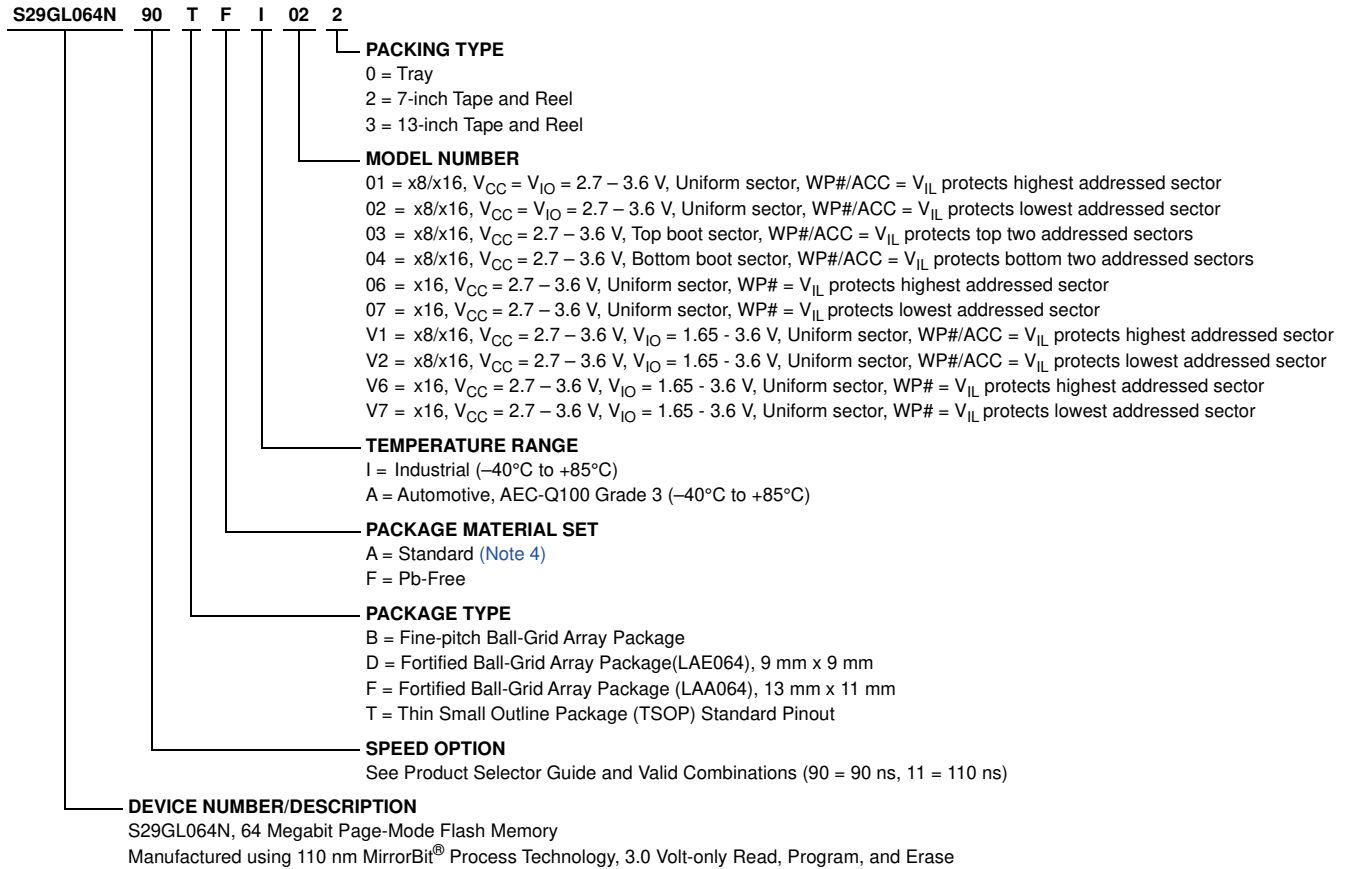 S29GL064N 90 T F I 02 2
PACKING TYPE
0 = Tray
2 = 7-inch Tape and Reel
3 = 13-inch Tape and Reel
MODEL NUMBER
01 = x8/x16, VCC = VIO = 2.7 – 3.6 V, Uniform sector, WP#/ACC = VIL protects highest addressed sector
02 = x8/x16, VCC = VIO = 2.7 – 3.6 V, Uniform sector, WP#/ACC = VIL protects lowest addressed sector
03 = x8/x16, VCC = 2.7 – 3.6 V, Top boot sector, WP#/ACC = VIL protects top two addressed sectors
04 = x8/x16, VCC = 2.7 – 3.6 V, Bottom boot sector, WP#/ACC = VIL protects bottom two addressed sectors
06 = x16, VCC = 2.7 – 3.6 V, Uniform sector, WP# = VIL protects highest addressed sector
07 = x16, VCC = 2.7 – 3.6 V, Uniform sector, WP# = VIL protects lowest addressed sector
V1 = x8/x16, VCC = 2.7 – 3.6 V, VIO = 1.65 - 3.6 V, Uniform sector, WP#/ACC = VIL protects highest addressed sector
V2 = x8/x16, VCC = 2.7 – 3.6 V, VIO = 1.65 - 3.6 V, Uniform sector, WP#/ACC = VIL protects lowest addressed sector
V6 = x16, VCC = 2.7 – 3.6 V, VIO = 1.65 - 3.6 V, Uniform sector, WP# = VIL protects highest addressed sector
V7 = x16, VCC = 2.7 – 3.6 V, VIO = 1.65 - 3.6 V, Uniform sector, WP# = VIL protects lowest addressed sector
TEMPERATURE RANGE
I = Industrial (–40°C to +85°C)
A = Automotive, AEC-Q100 Grade 3 (–40°C to +85°C)
PACKAGE MATERIAL SET
A = Standard (Note 4)
F = Pb-Free
PACKAGE TYPE
B = Fine-pitch Ball-Grid Array Package
D = Fortified Ball-Grid Array Package(LAE064), 9 mm x 9 mm
F = Fortified Ball-Grid Array Package (LAA064), 13 mm x 11 mm
T = Thin Small Outline Package (TSOP) Standard Pinout
SPEED OPTION
See Product Selector Guide and Valid Combinations (90 = 90 ns, 11 = 110 ns)
DEVICE NUMBER/DESCRIPTION
S29GL064N, 64 Megabit Page-Mode Flash Memory
Manufactured using 110 nm MirrorBit® Process Technology, 3.0 Volt-only Read, Program, and Erase